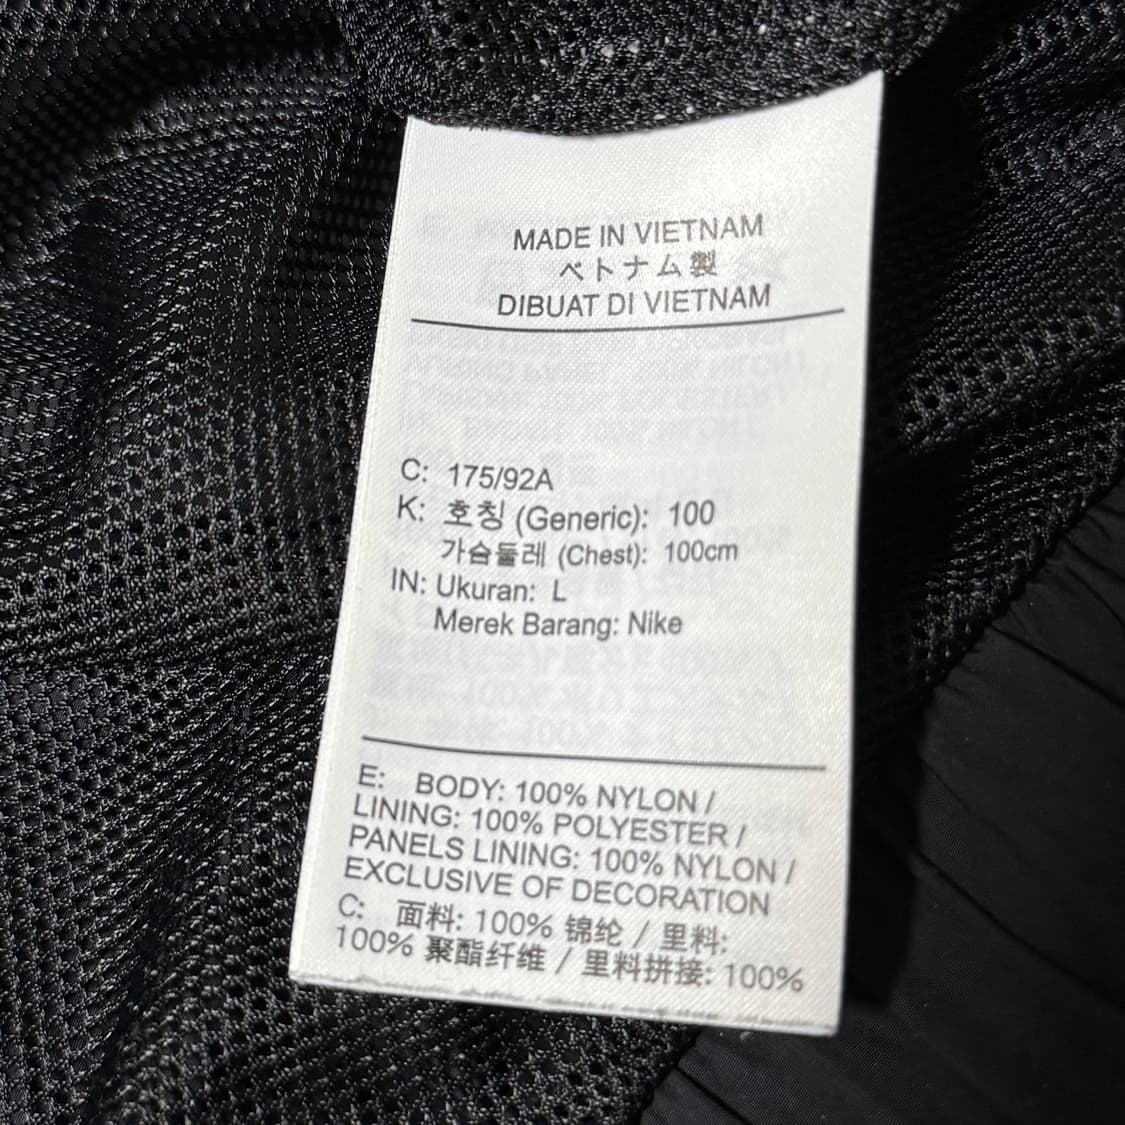 MADE IN VIETNAM
ベトナム製
DIBUAT DI VIETNAM
C: 175/92A
K: 호칭 (Generic): 100
가슴둘레 (Chest): 100cm
IN: Ukuran: L
Merek Barang: Nike
E: BODY: 100% NYLON /
LINING: 100% POLYESTER /
PANELS LINING: 100% NYLON /
EXCLUSIVE OF DECORATION
C: 面料: 100% 锦纶 / 里料:
100% 聚酯纤维 / 里料拼接: 100%